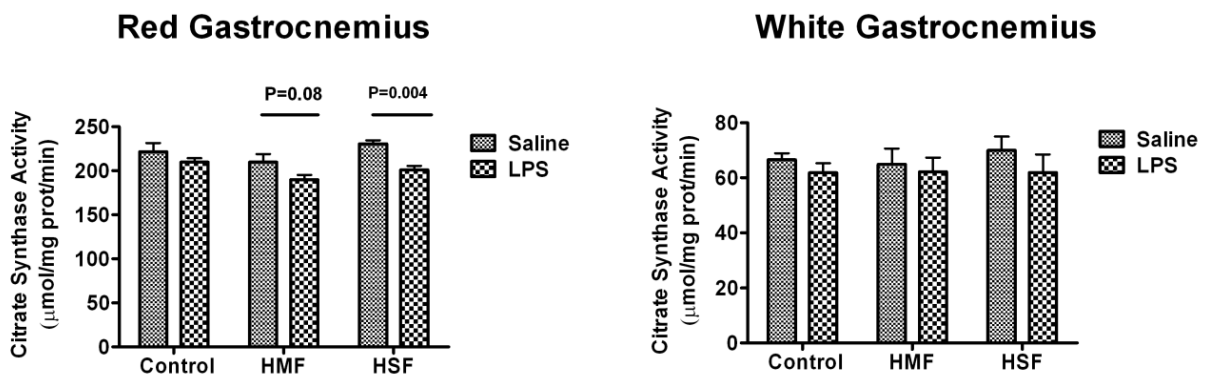 Red Gastrocnemius
P=0.08
P=0.004
Citrate Synthase Activity
(μmol/mg prot/min)
250
200
150
100
50
0
Control
HMF
HSF
Saline
LPS
White Gastrocnemius
Citrate Synthase Activity
(μmol/mg prot/min)
80
60
40
20
0
Control
HMF
HSF
Saline
LPS